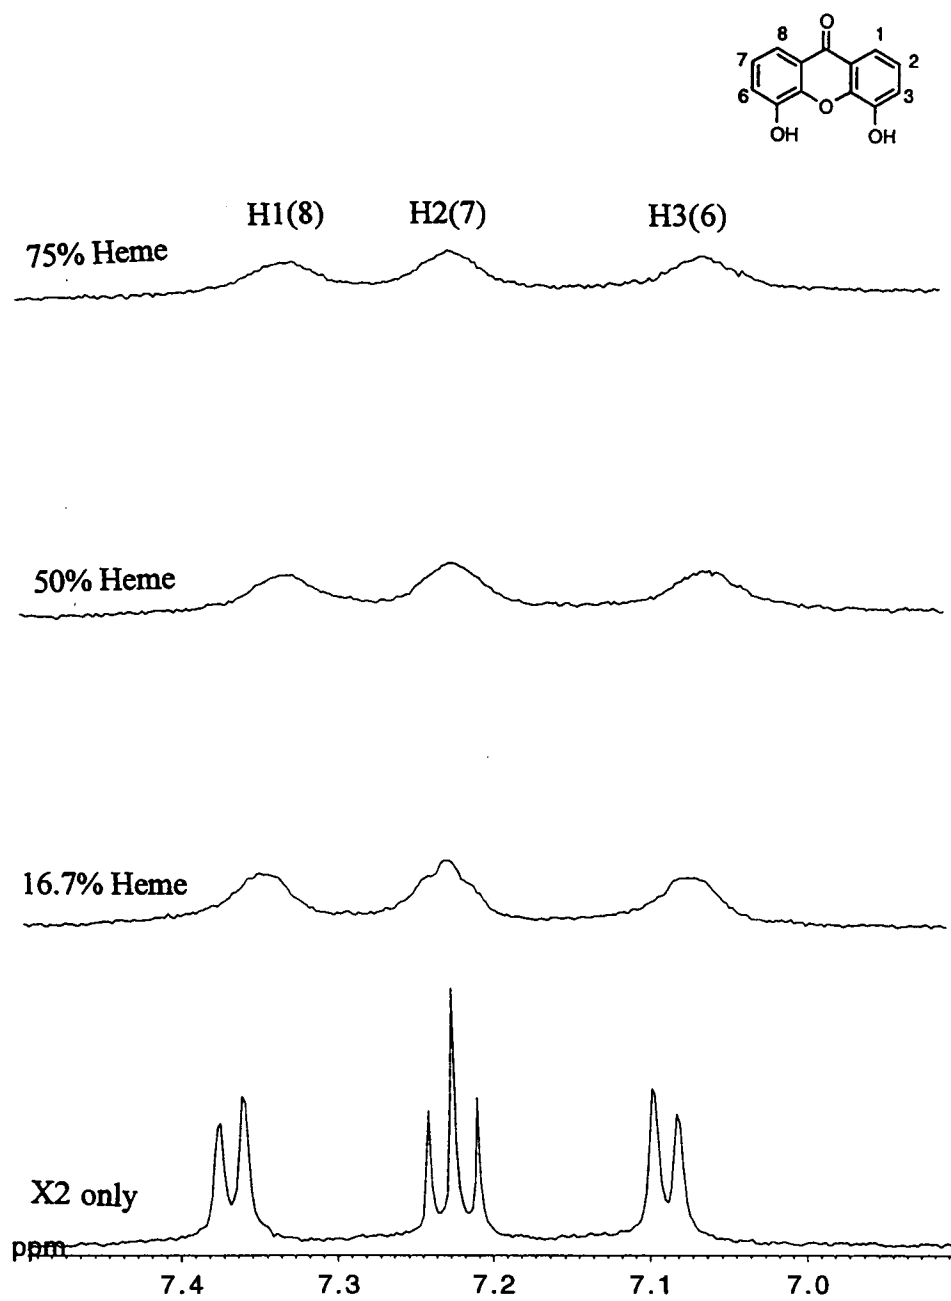 O
8
1
7
2
6
O
3
OH
OH
H1(8) H2(7) H3(6)
75% Heme
50% Heme
16.7% Heme
X2 only
ppm
7.4 7.3 7.2 7.1 7.0